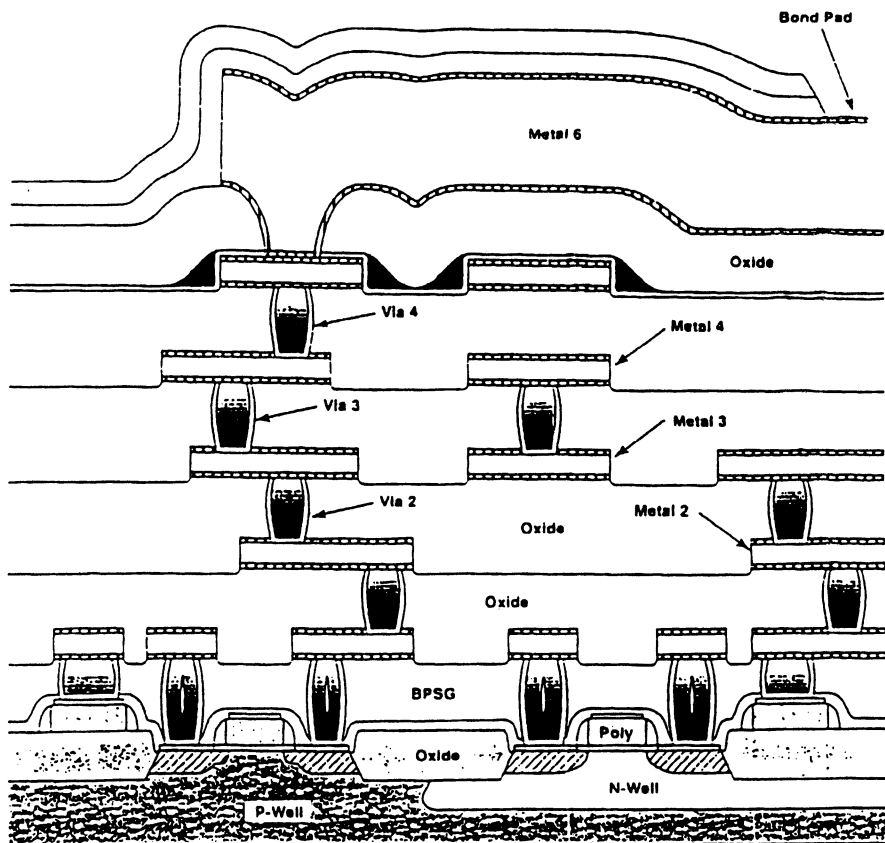 Bond Pad
Metal 6
Oxide
Via 4
Metal 4
Via 3
Metal 3
Via 2
Metal 2
Oxide
Oxide
BPSG
Poly
Oxide
N-Well
P-Well